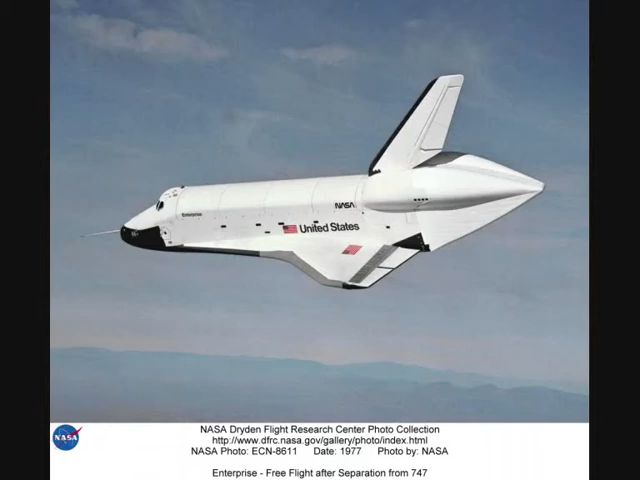 Enterprise
NASA
United States
NASA
NASA Dryden Flight Research Center Photo Collection
http://www.dfrc.nasa.gov/gallery/photo/index.html
NASA Photo: ECN-8611 Date: 1977 Photo by: NASA
Enterprise - Free Flight after Separation from 747